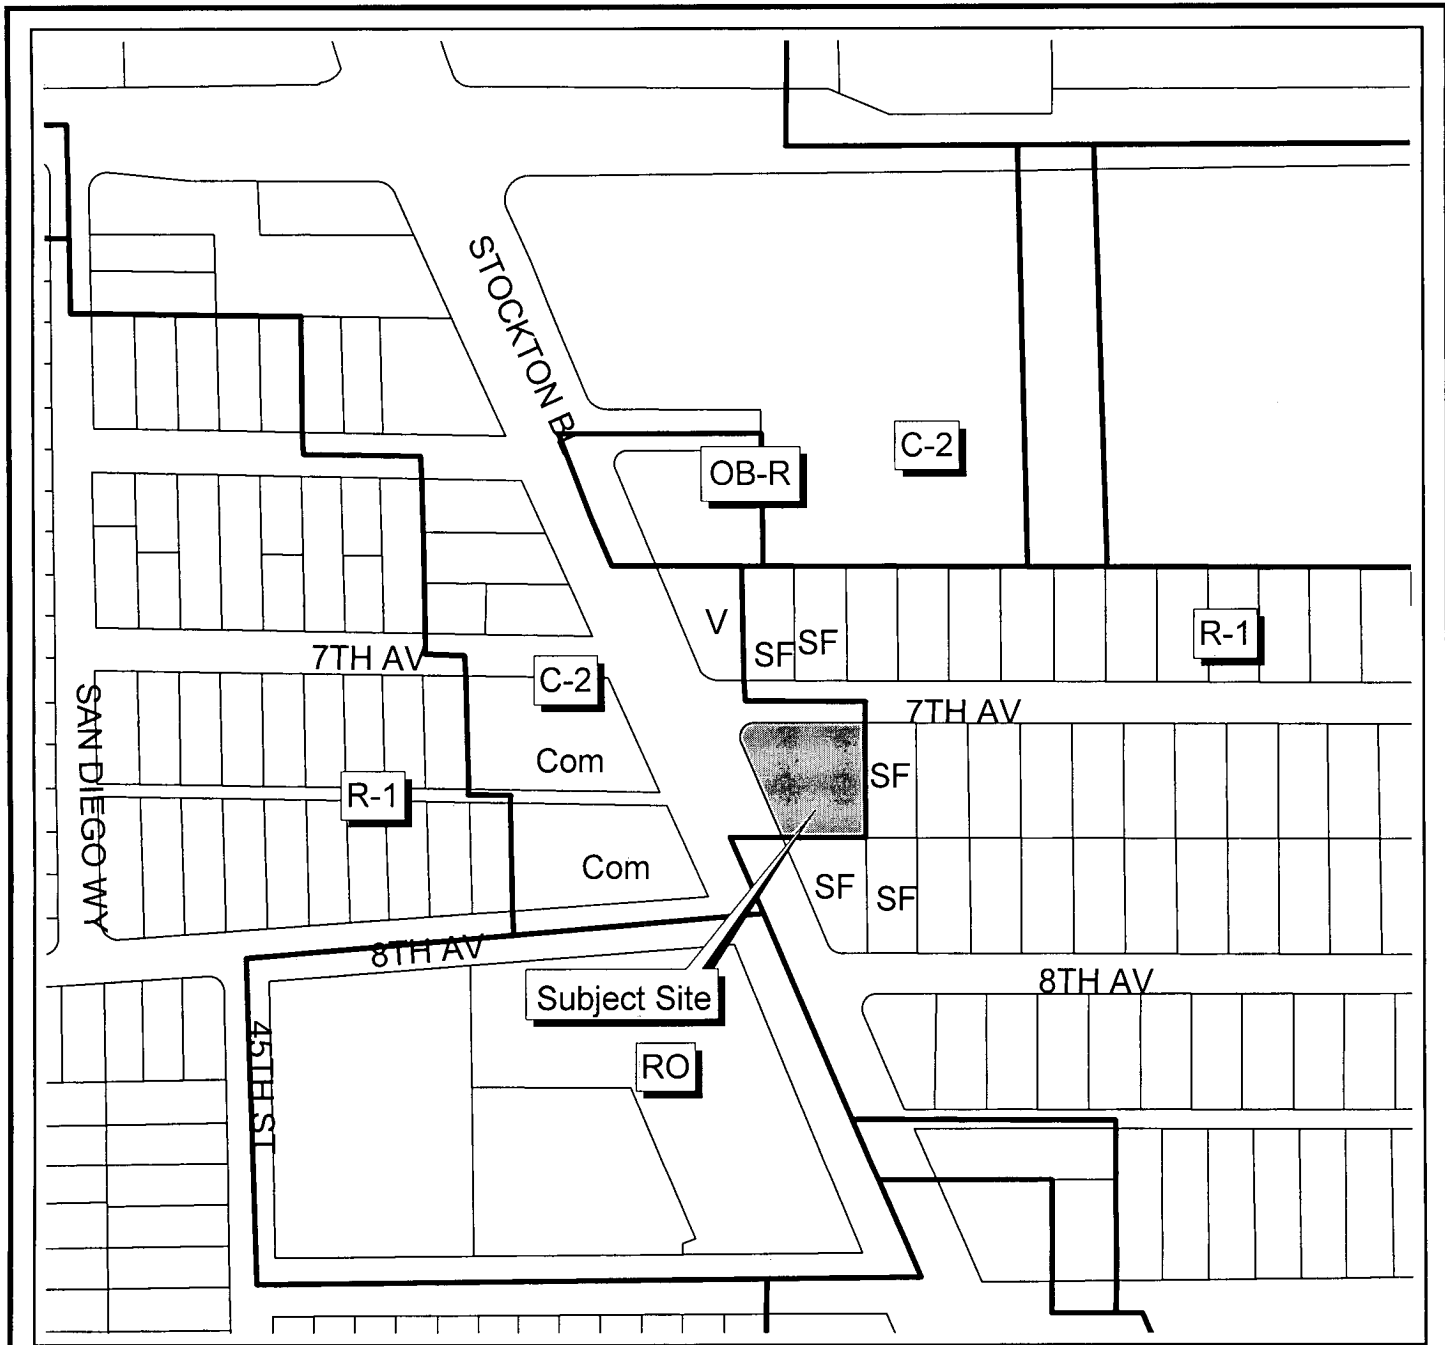 STOCKTON B
C-2
OB-R
V
SF
SF
R-1
7TH AV
C-2
SAN DIEGO WY
7TH AV
Com
SF
R-1
Com
SF
SF
8TH AV
8TH AV
Subject Site
45TH ST
RO